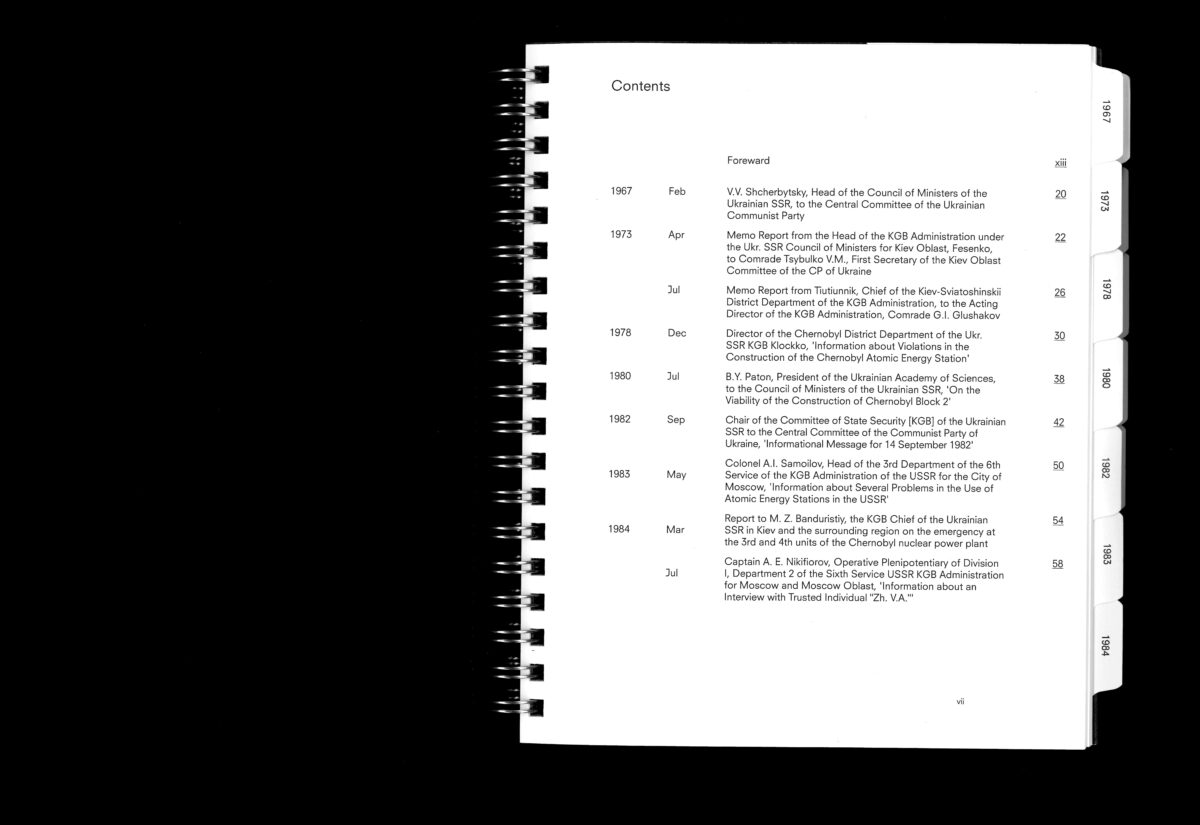 Contents
Foreward xiii
1967 Feb V.V. Shcherbytsky, Head of the Council of Ministers of the 20
Ukrainian SSR, to the Central Committee of the Ukrainian
Communist Party
1973 Apr Memo Report from the Head of the KGB Administration under 22
the Ukr. SSR Council of Ministers for Kiev Oblast, Fesenko,
to Comrade Tsybulko V.M., First Secretary of the Kiev Oblast
Committee of the CP of Ukraine
Jul Memo Report from Tiutiunnik, Chief of the Kiev-Sviatoshinskii 26
District Department of the KGB Administration, to the Acting
Director of the KGB Administration, Comrade G.I. Glushakov
1978 Dec Director of the Chernobyl District Department of the Ukr. 30
SSR KGB Klockko, 'Information about Violations in the
Construction of the Chernobyl Atomic Energy Station'
1980 Jul B.Y. Paton, President of the Ukrainian Academy of Sciences, 38
to the Council of Ministers of the Ukrainian SSR, 'On the
Viability of the Construction of Chernobyl Block 2'
1982 Sep Chair of the Committee of State Security [KGB] of the Ukrainian 42
SSR to the Central Committee of the Communist Party of
Ukraine, 'Informational Message for 14 September 1982'
Colonel A.I. Samoilov, Head of the 3rd Department of the 6th 50
1983 May Service of the KGB Administration of the USSR for the City of
Moscow, 'Information about Several Problems in the Use of
Atomic Energy Stations in the USSR'
Report to M. Z. Banduristiy, the KGB Chief of the Ukrainian 54
1984 Mar SSR in Kiev and the surrounding region on the emergency at
the 3rd and 4th units of the Chernobyl nuclear power plant
Captain A. E. Nikifiorov, Operative Plenipotentiary of Division 58
Jul I, Department 2 of the Sixth Service USSR KGB Administration
for Moscow and Moscow Oblast, 'Information about an
Interview with Trusted Individual "Zh. V.A."'
vii
1967
1973
1978
1980
1982
1983
1984